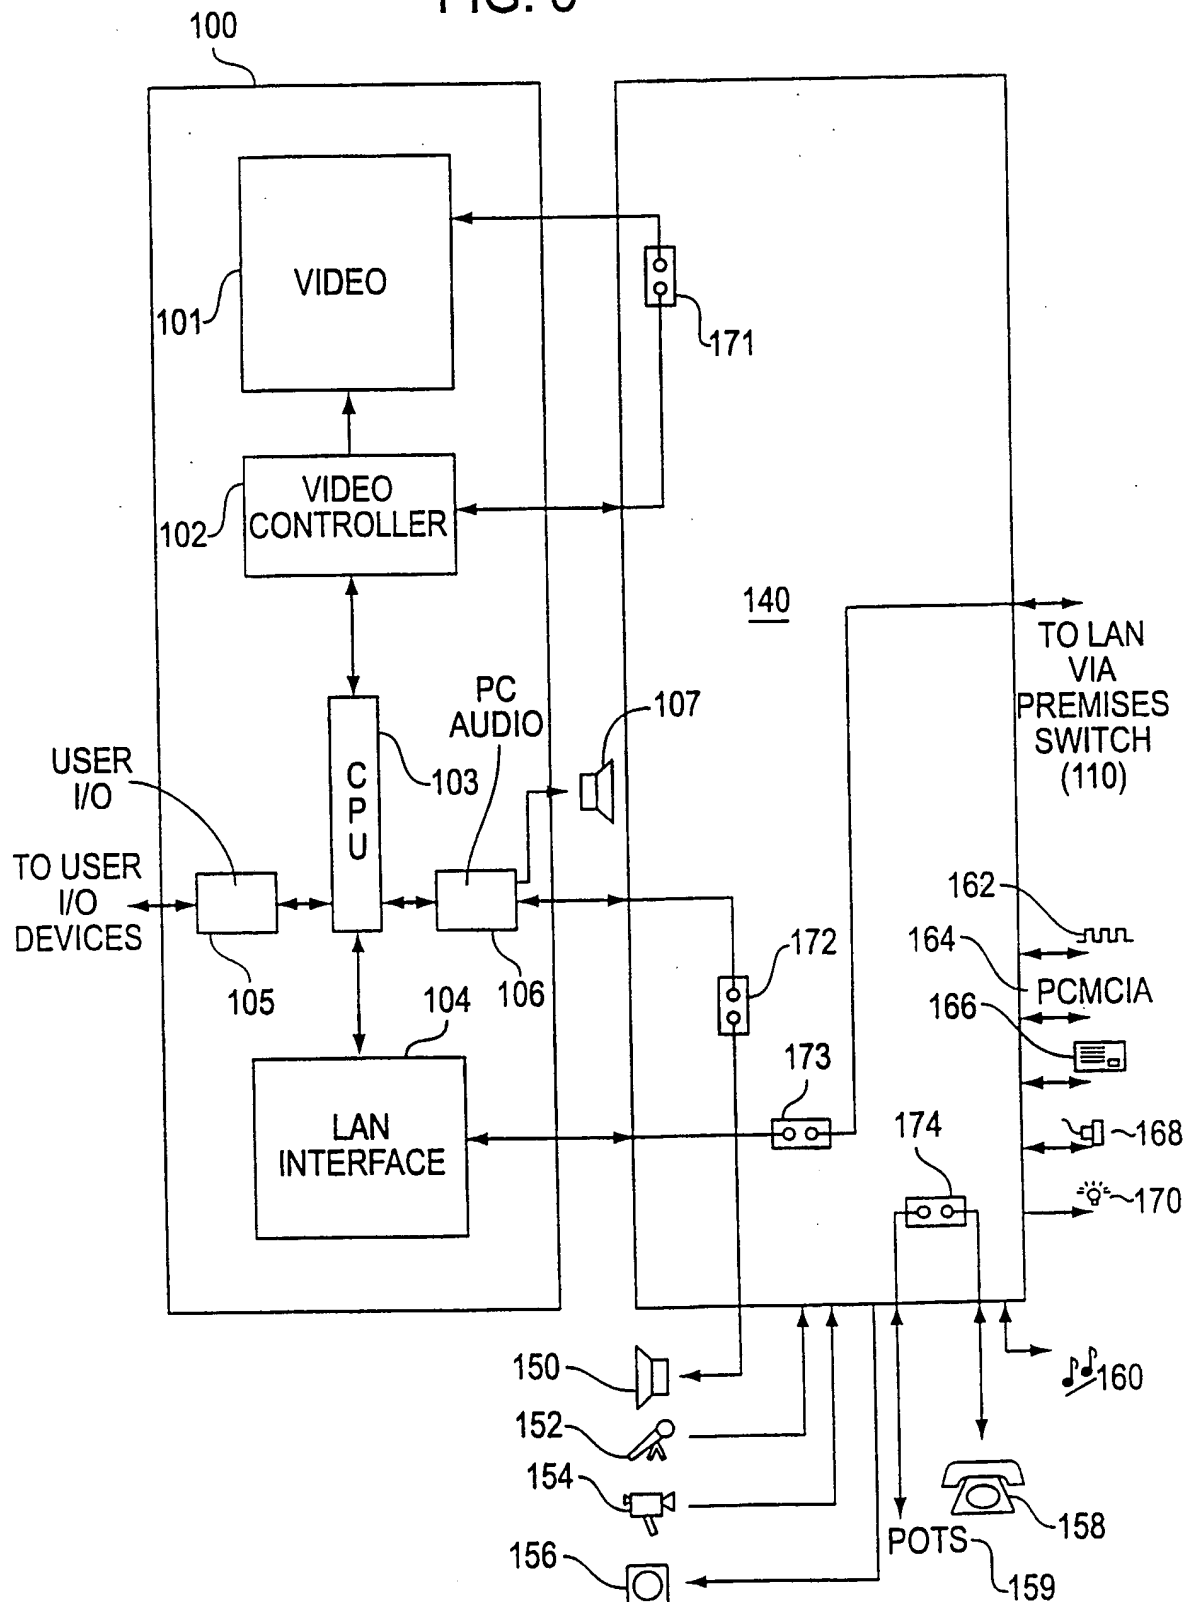 FIG.
100
VIDEO
101
171
VIDEO
CONTROLLER
102
140
TO LAN
VIA
PREMISES
SWITCH
(110)
PC
AUDIO
107
USER
I/O
CPU
103
TO USER
I/O
DEVICES
105
106
162
164
PCMCIA
166
172
104
173
LAN
INTERFACE
174
168
170
150
160
152
154
158
POTS
156
159